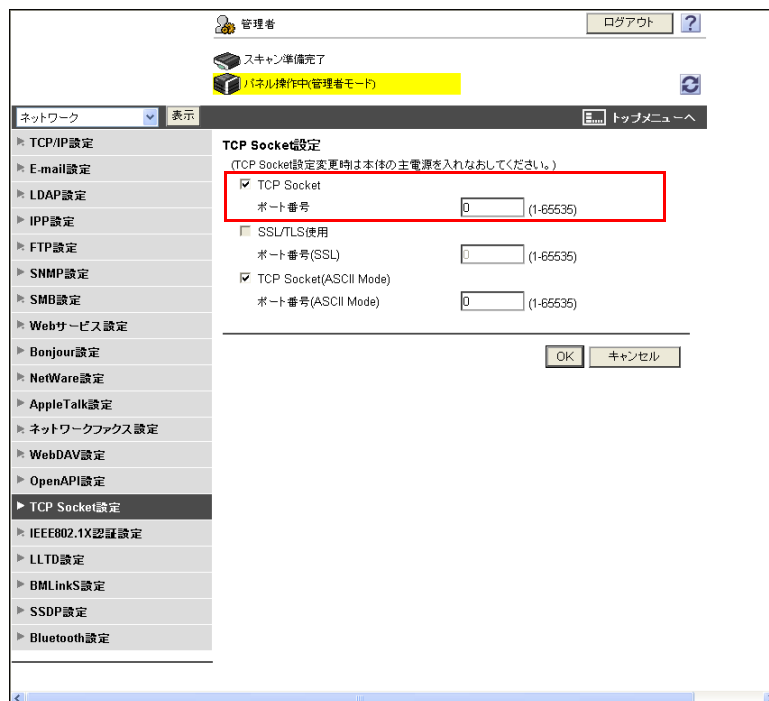 管理者
ログアウト
?
スキャン準備完了
パネル操作中(管理者モード)
ネットワーク
表示
トップメニューへ
TCP/IP設定
E-mail設定
LDAP設定
IPP設定
FTP設定
SNMP設定
SMB設定
Webサービス設定
Bonjour設定
NetWare設定
AppleTalk設定
ネットワークファクス設定
WebDAV設定
OpenAPI設定
TCP Socket設定
IEEE802.1X認証設定
LLTD設定
BMLinkS設定
SSDP設定
Bluetooth設定
TCP Socket設定
(TCP Socket設定変更時は本体の主電源を入れなおしてください。)
TCP Socket
ポート番号 0 (1-65535)
SSL/TLS使用
ポート番号(SSL) 0 (1-65535)
TCP Socket(ASCII Mode)
ポート番号(ASCII Mode) 0 (1-65535)
OK キャンセル